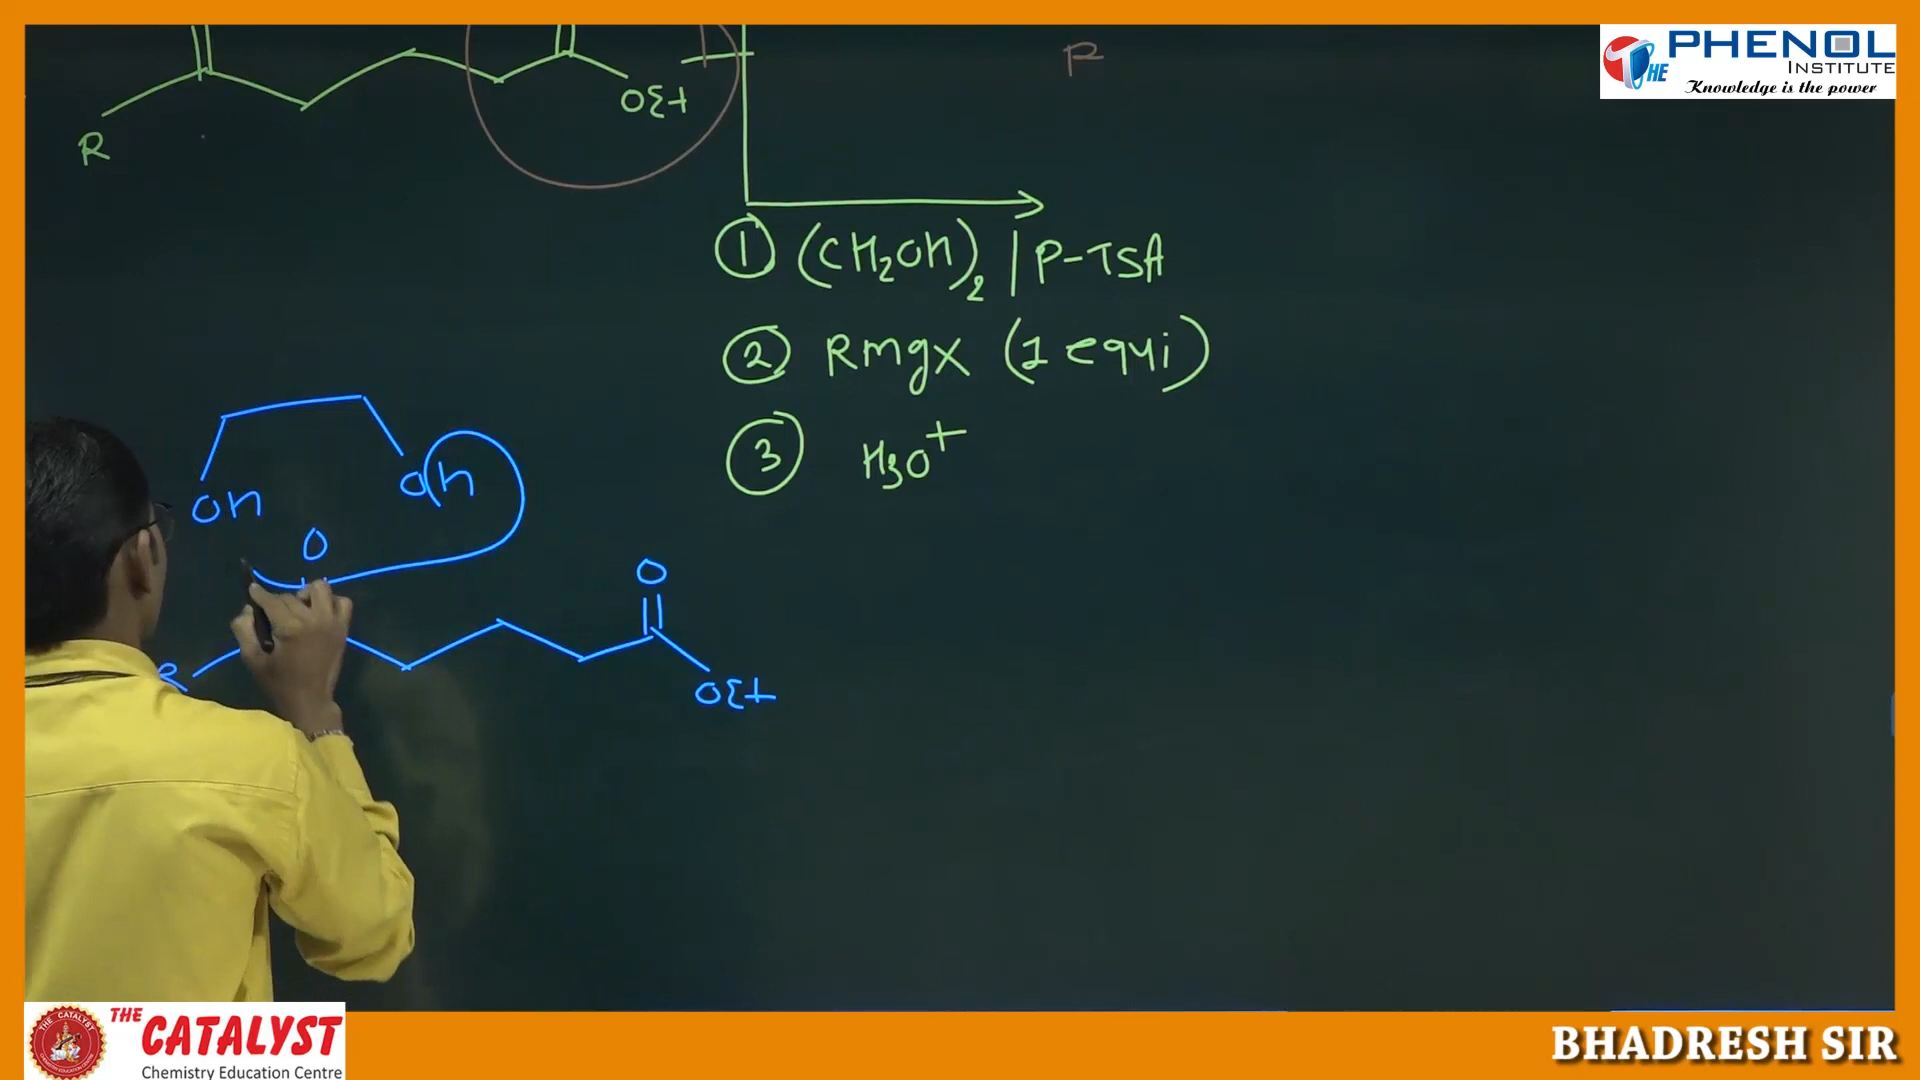 OEt
R
R
PHENOL
INSTITUTE
THE
Knowledge is the power
① (CH₂OH)₂ | P-TSA
② RMgX (1 equi)
③ H₃O⁺
OH
OH
O
O
R
OEt
THE
CATALYST
Chemistry Education Centre
BHADRESH SIR